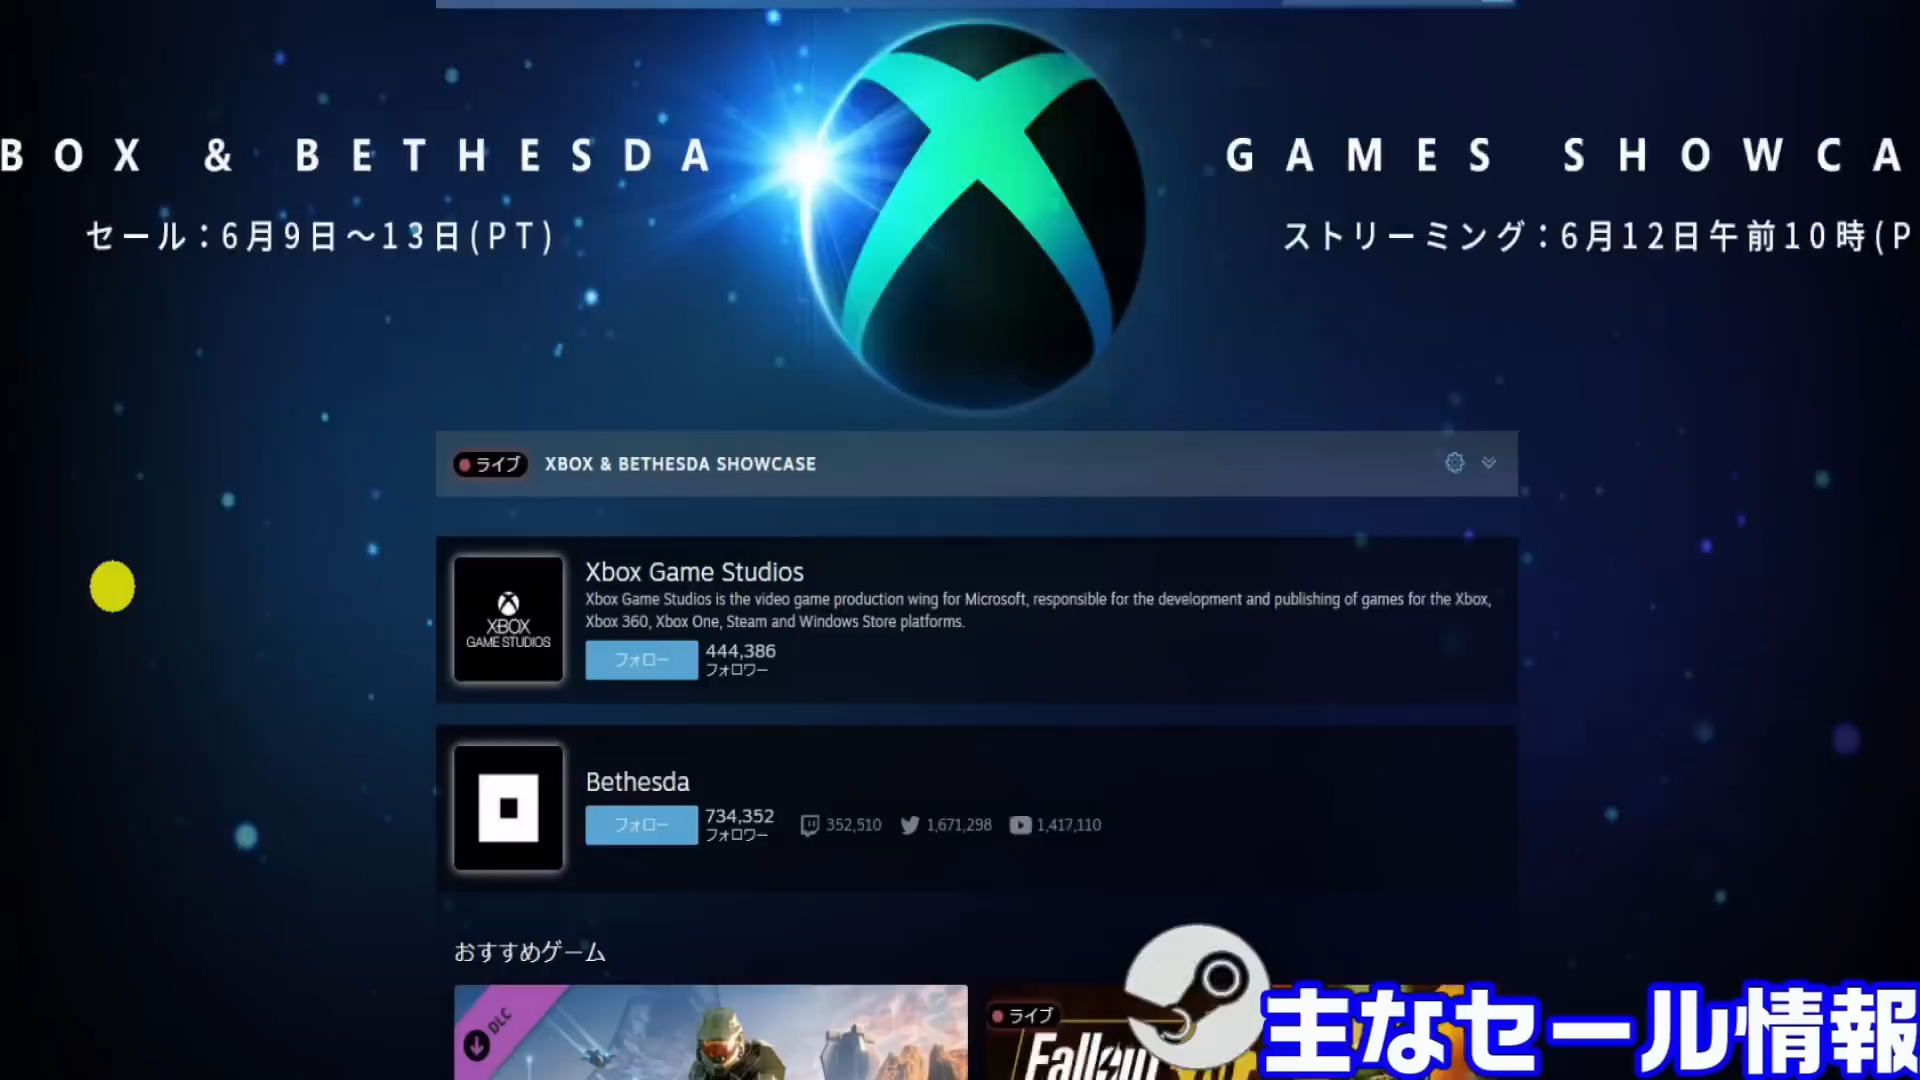 BOX & BETHESDA GAMES SHOWCA
セール：6月9日～13日(PT)
ストリーミング：6月12日午前10時(P
ライブ XBOX & BETHESDA SHOWCASE
XBOX
GAME STUDIOS
Xbox Game Studios
Xbox Game Studios is the video game production wing for Microsoft, responsible for the development and publishing of games for the Xbox,
Xbox 360, Xbox One, Steam and Windows Store platforms.
フォロー
444,386
フォロワー
Bethesda
フォロー
734,352
フォロワー
352,510 1,671,298 1,417,110
おすすめゲーム
DLC
ライブ
Fallout
主なセール情報